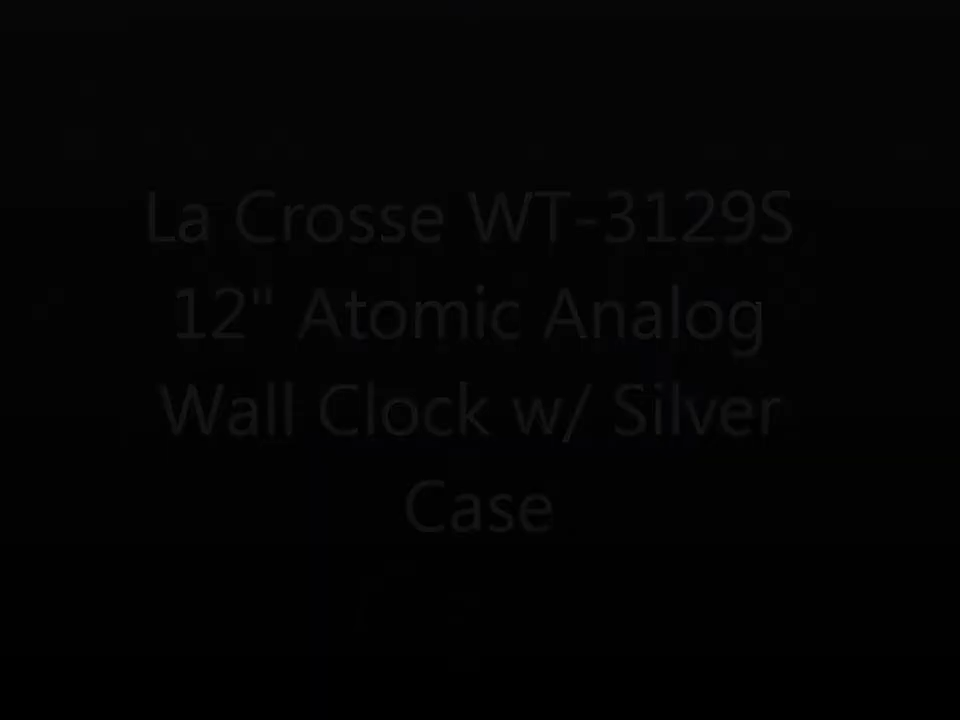 La Crosse WT-3129S
12" Atomic Analog
Wall Clock w/ Silver
Case